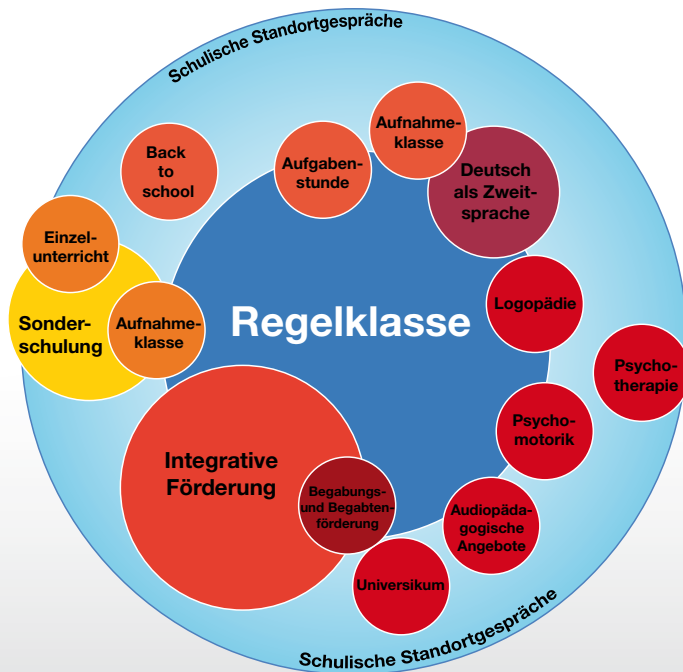 Schulische Standortgespräche
Aufnahme-
klasse
Back
to
school
Aufgaben-
stunde
Deutsch
als Zweit-
sprache
Einzel-
unterricht
Logopädie
Regelklasse
Sonder-
schulung
Aufnahme-
klasse
Psycho-
therapie
Psycho-
motorik
Integrative
Förderung
Begabungs-
und Begabten-
förderung
Audiopäda-
gogische
Angebote
Universikum
Schulische Standortgespräche